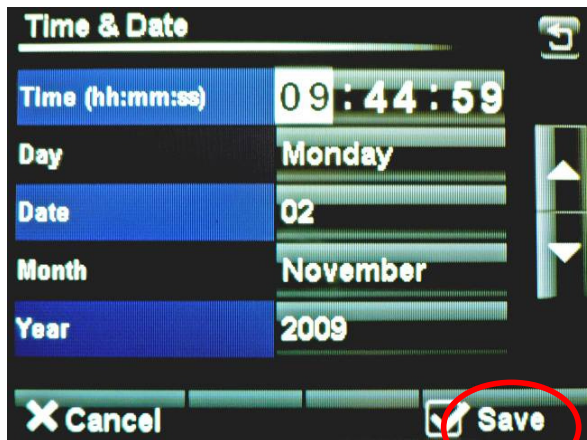 Time & Date
Time (hh:mm:ss) 09:44:59
Day Monday
Date 02
Month November
Year 2009
Cancel Save